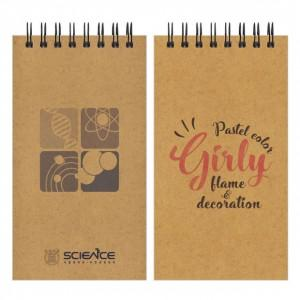 SCIENCE
Pastel color
Girly
flame
&
decoration